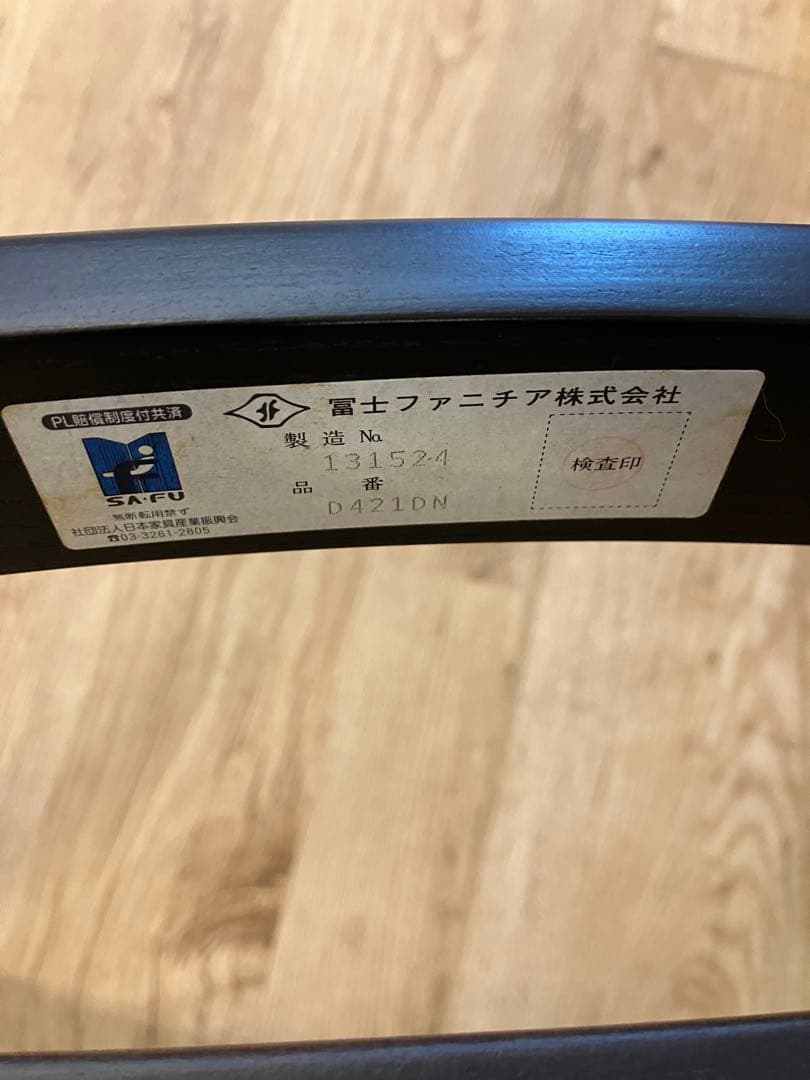 PL賠償制度付共済
SA・FU
無断転用禁ず
社団法人日本家具産業振興会
☎03-3261-2805
冨士ファニチア株式会社
製造 No.
131524
品番
D421DN
検査印